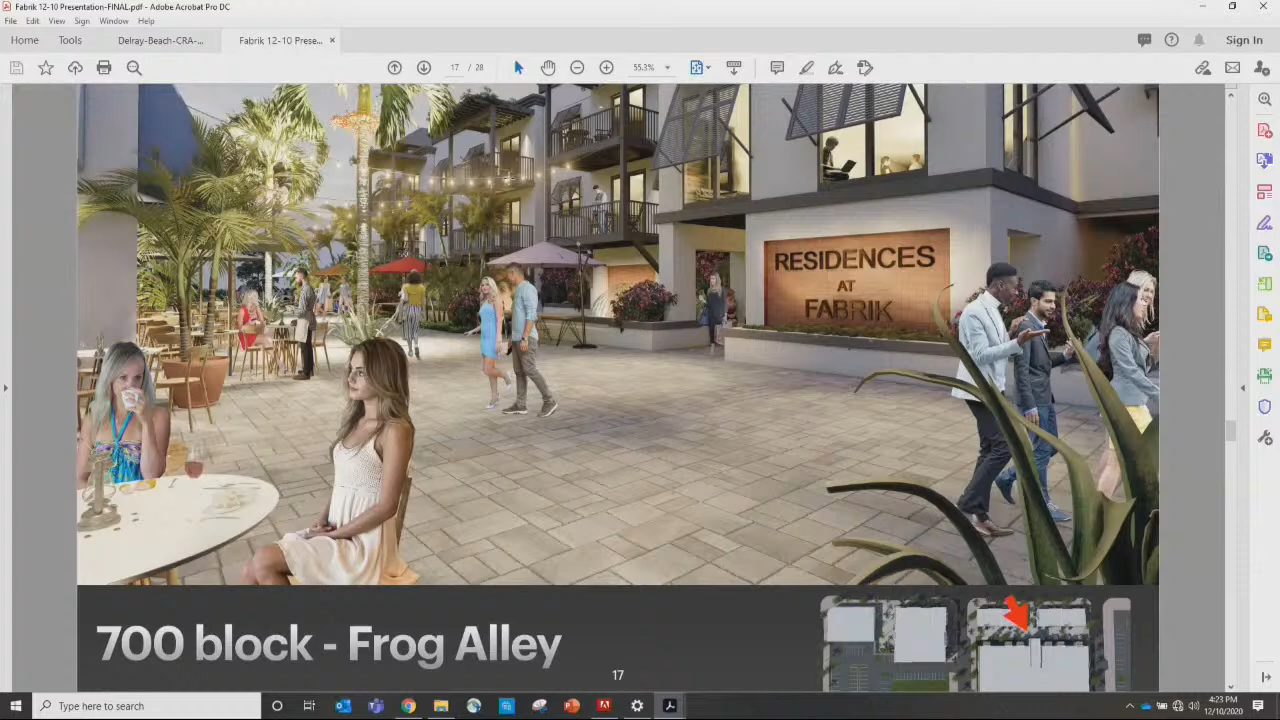 Fabrik 12-10 Presentation-FINAL.pdf - Adobe Acrobat Pro DC
File Edit View Sign Window Help
Home Tools Delray-Beach-CRA-... Fabrik 12-10 Prese... × Sign In
17 / 28 55.3%
RESIDENCES
AT
FABRIK
700 block - Frog Alley
17
Type here to search
4:23 PM
12/10/2020